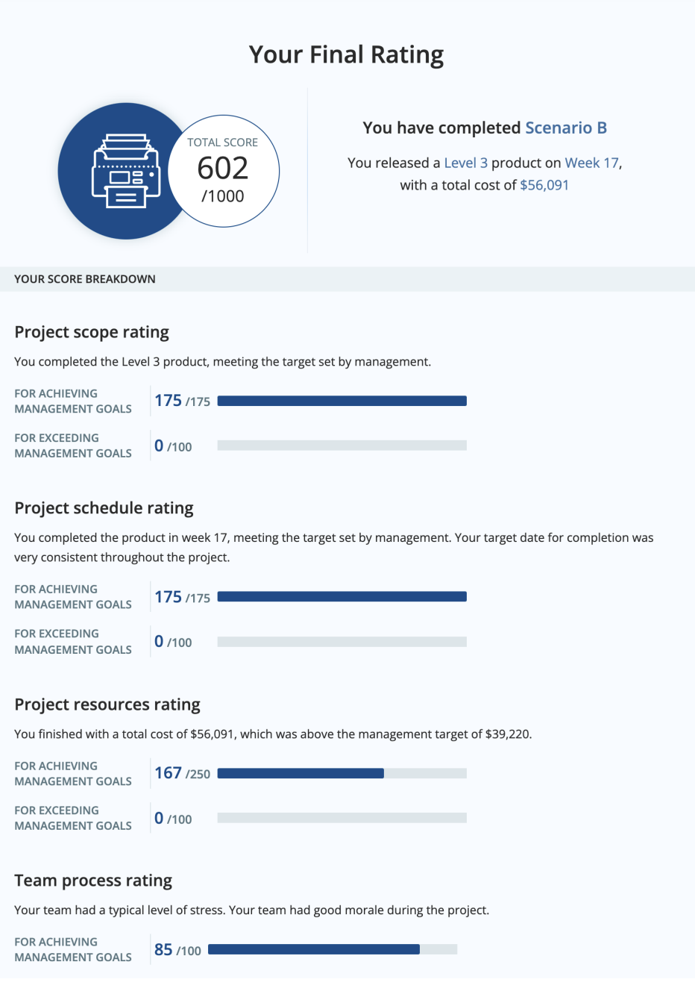 Your Final Rating
TOTAL SCORE
602
/1000
You have completed Scenario B
You released a Level 3 product on Week 17,
with a total cost of $56,091
YOUR SCORE BREAKDOWN
Project scope rating
You completed the Level 3 product, meeting the target set by management.
FOR ACHIEVING
MANAGEMENT GOALS
175 /175
FOR EXCEEDING
MANAGEMENT GOALS
0 /100
Project schedule rating
You completed the product in week 17, meeting the target set by management. Your target date for completion was
very consistent throughout the project.
FOR ACHIEVING
MANAGEMENT GOALS
175 /175
FOR EXCEEDING
MANAGEMENT GOALS
0 /100
Project resources rating
You finished with a total cost of $56,091, which was above the management target of $39,220.
FOR ACHIEVING
MANAGEMENT GOALS
167 /250
FOR EXCEEDING
MANAGEMENT GOALS
0 /100
Team process rating
Your team had a typical level of stress. Your team had good morale during the project.
FOR ACHIEVING
MANAGEMENT GOALS
85 /100